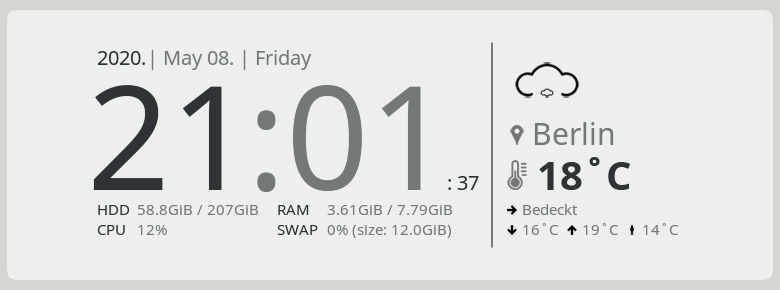 2020.| May 08. | Friday
21:01 : 37
HDD 58.8GiB / 207GiB RAM 3.61GiB / 7.79GiB
CPU 12% SWAP 0% (size: 12.0GiB)
Berlin
18˚C
Bedeckt
16˚C 19˚C 14˚C